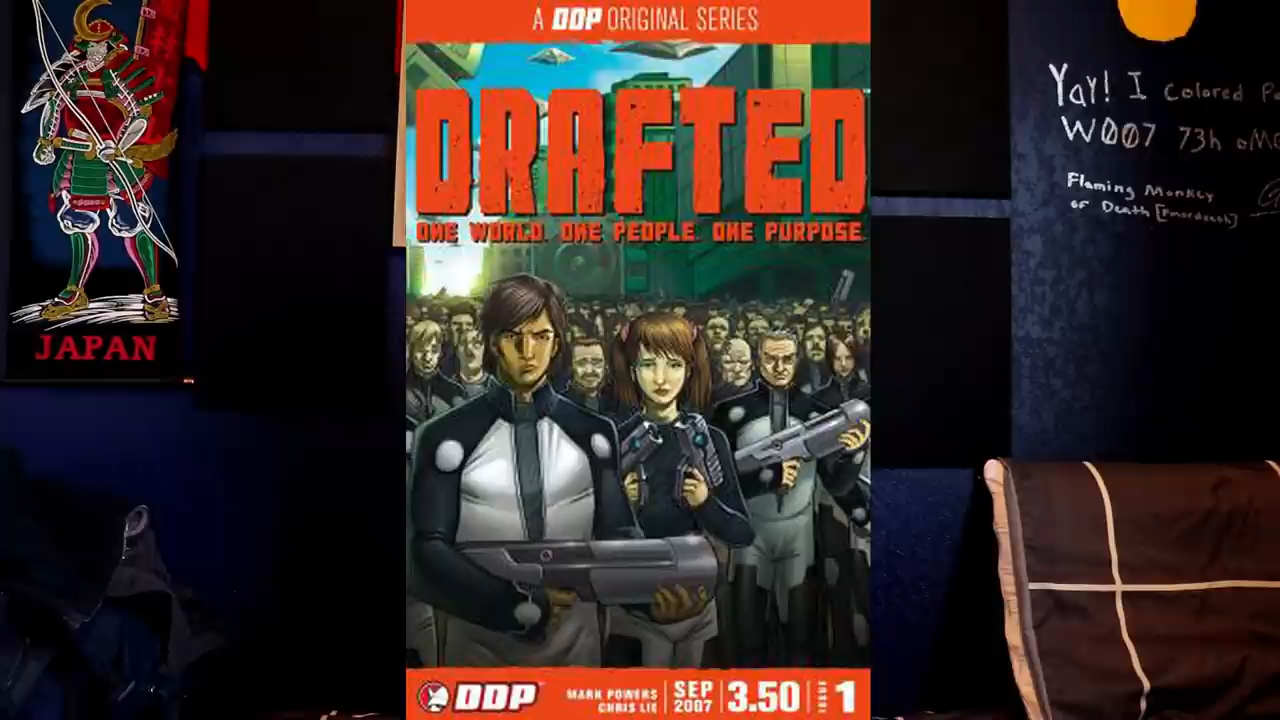 A DDP ORIGINAL SERIES
DRAFTED
ONE WORLD. ONE PEOPLE. ONE PURPOSE.
DDP
MARK POWERS
CHRIS LIE
SEP
2007
3.50
ISSUE 1
JAPAN
Yay! I Colored
WØØ7 73h
Flaming Monkey
of Death